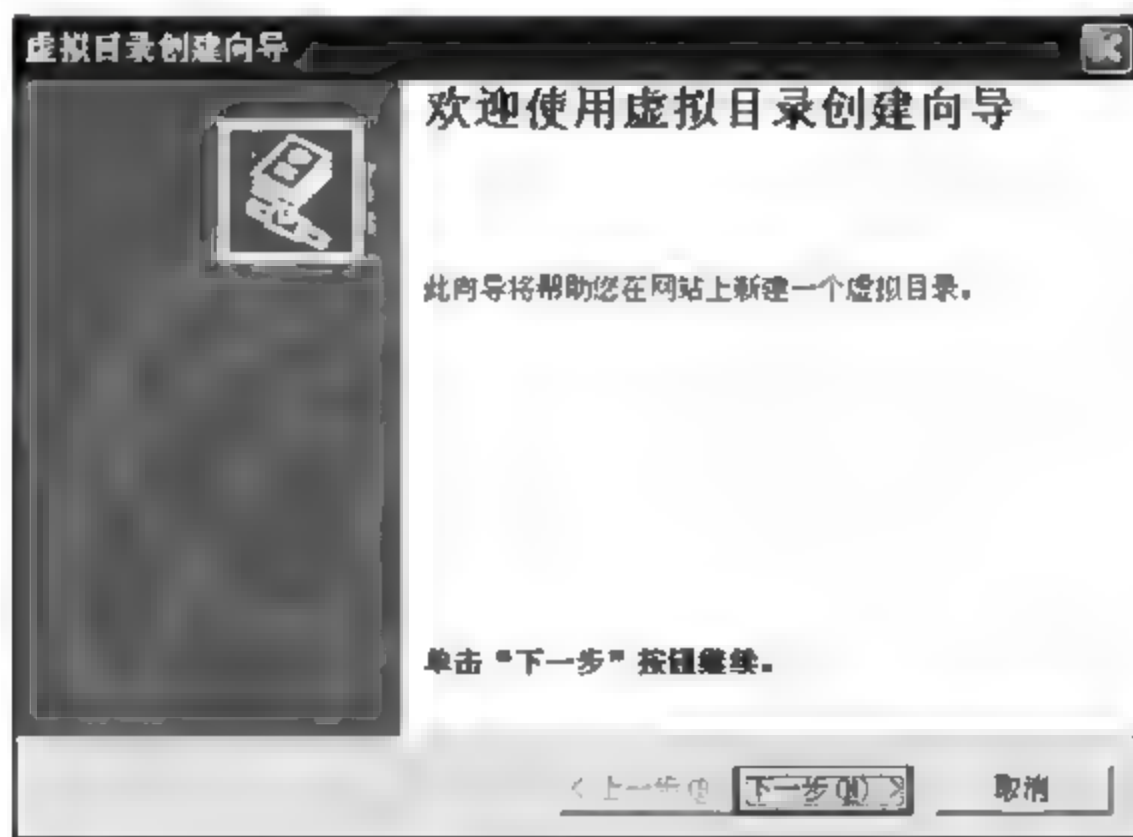 虚拟目录创建向导
欢迎使用虚拟目录创建向导
此向导将帮助您在网站上新建一个虚拟目录。
单击“下一步”按钮继续。
< 上一步(B) 下一步(N) > 取消